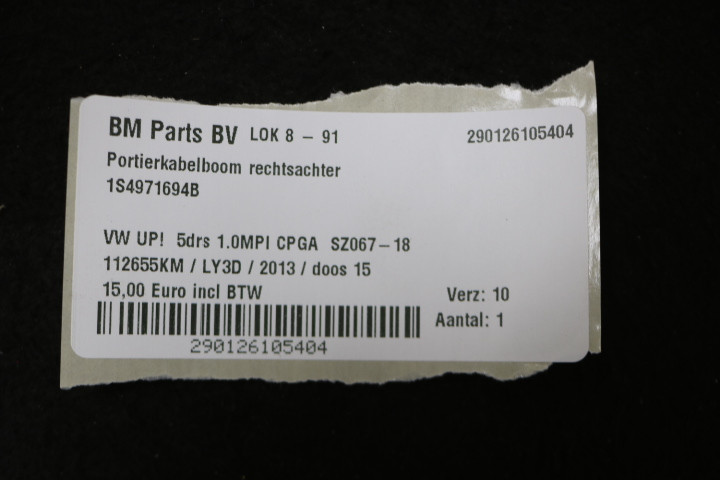 BM Parts BV LOK 8 - 91 290126105404
Portierkabelboom rechtsachter
1S4971694B
VW UP! 5drs 1.0MPI CPGA SZ067-18
112655KM / LY3D / 2013 / doos 15
15,00 Euro incl BTW Verz: 10
Aantal: 1
290126105404